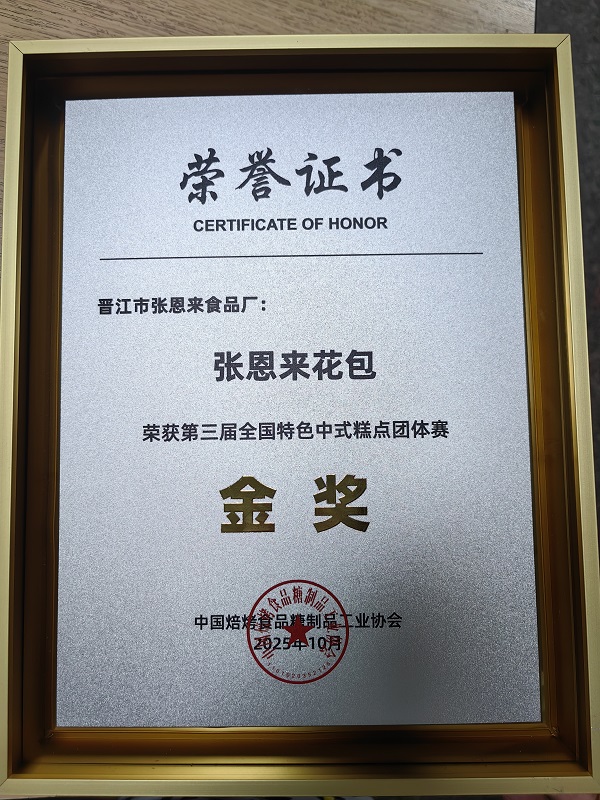 荣誉证书
CERTIFICATE OF HONOR
晋江市张恩来食品厂：
张恩来花包
荣获第三届全国特色中式糕点团体赛
金奖
中国焙烤食品糖制品工业协会
2025年10月